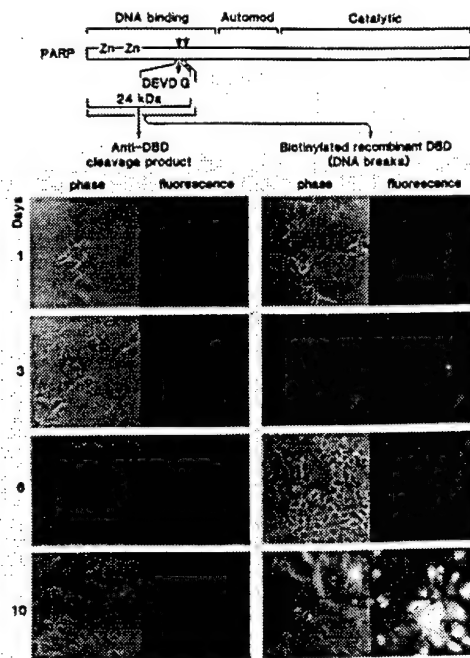 DNA binding Automod Catalytic
PARP Zn-Zn
DEVD G
24 kDa
Anti-DBD cleavage product
Biotinylated recombinant DBD (DNA breaks)
phase fluorescence phase fluorescence
Days
1
3
6
10